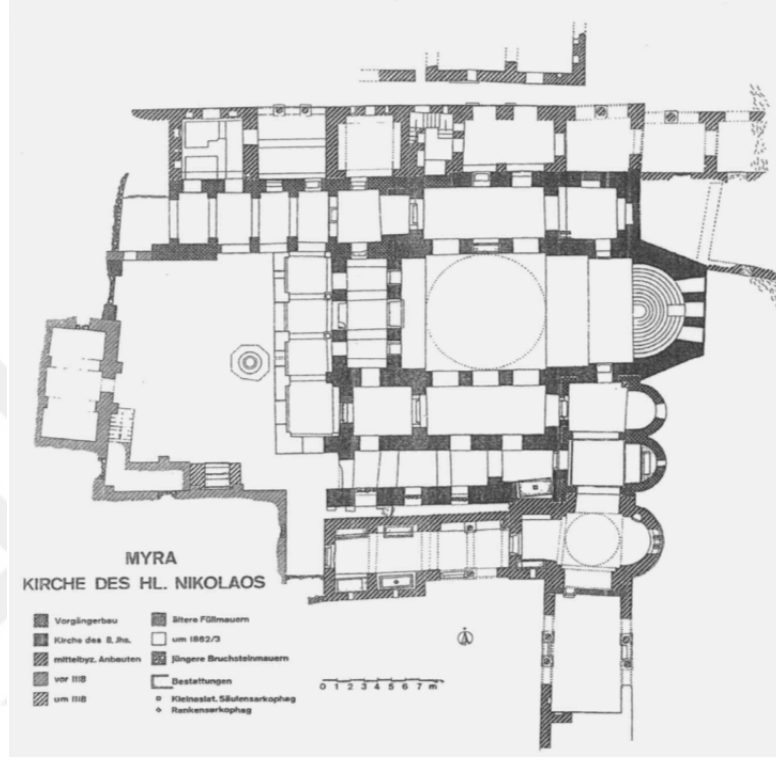 MYRA
KIRCHE DES HL. NIKOLAOS
Vorgängerbau
Kirche des 8. Jhs.
mittelbyz. Anbauten
vor 1118
um 1118
ältere Füllmauern
um 1862/3
jüngere Bruchsteinmauern
Bestattungen
Kleinasiat. Säulensarkophag
Rankensarkophag
0 1 2 3 4 5 6 7 m